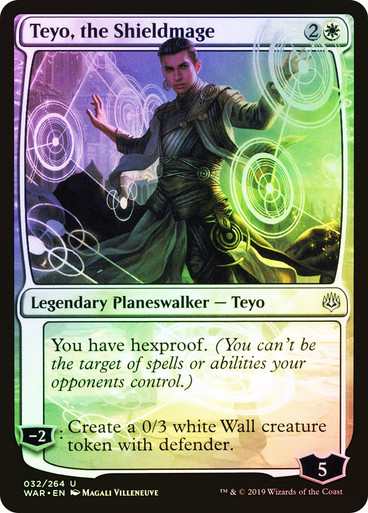 Teyo, the Shieldmage 2
Legendary Planeswalker — Teyo
You have hexproof. (You can't be
the target of spells or abilities your
opponents control.)
-2: Create a 0/3 white Wall creature
token with defender.
5
032/264 U
WAR • EN Magali Villeneuve
™ & © 2019 Wizards of the Coast